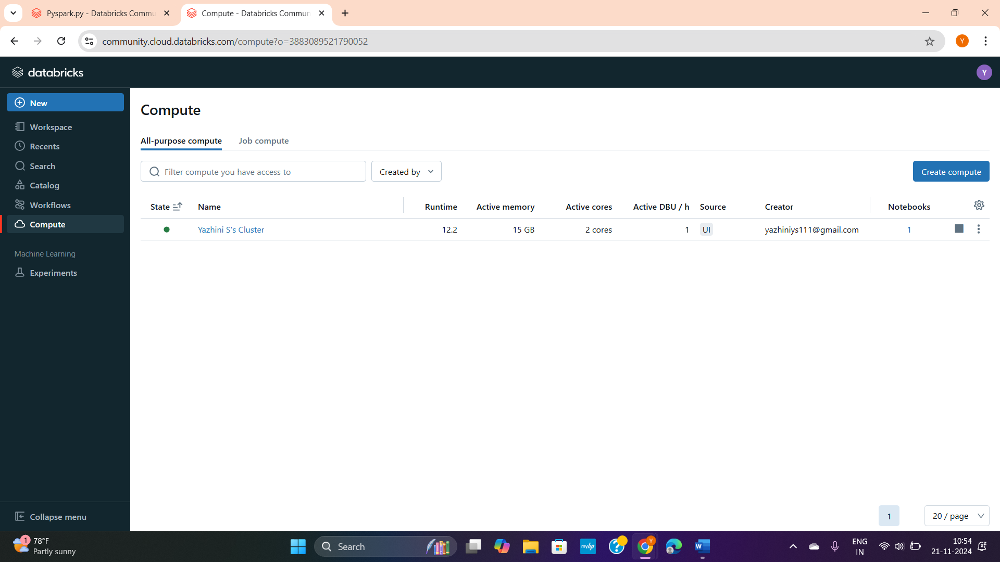 Pyspark.py - Databricks Commu
Compute - Databricks Commun
community.cloud.databricks.com/compute?o=3883089521790052
Y
databricks
Y
New
Workspace
Recents
Search
Catalog
Workflows
Compute
Machine Learning
Experiments
Collapse menu
Compute
All-purpose compute Job compute
Filter compute you have access to Created by Create compute
State Name Runtime Active memory Active cores Active DBU / h Source Creator Notebooks
Yazhini S's Cluster 12.2 15 GB 2 cores 1 UI yazhiniys111@gmail.com 1
1 20 / page
1
78°F
Partly sunny
Search
myhp
?
Y
W
ENG
IN
10:54
21-11-2024